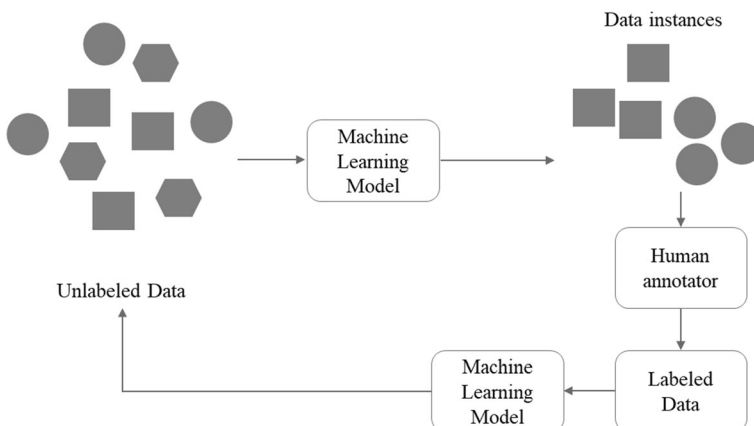 Data instances
Machine
Learning
Model
Human
annotator
Unlabeled Data
Machine
Learning
Model
Labeled
Data